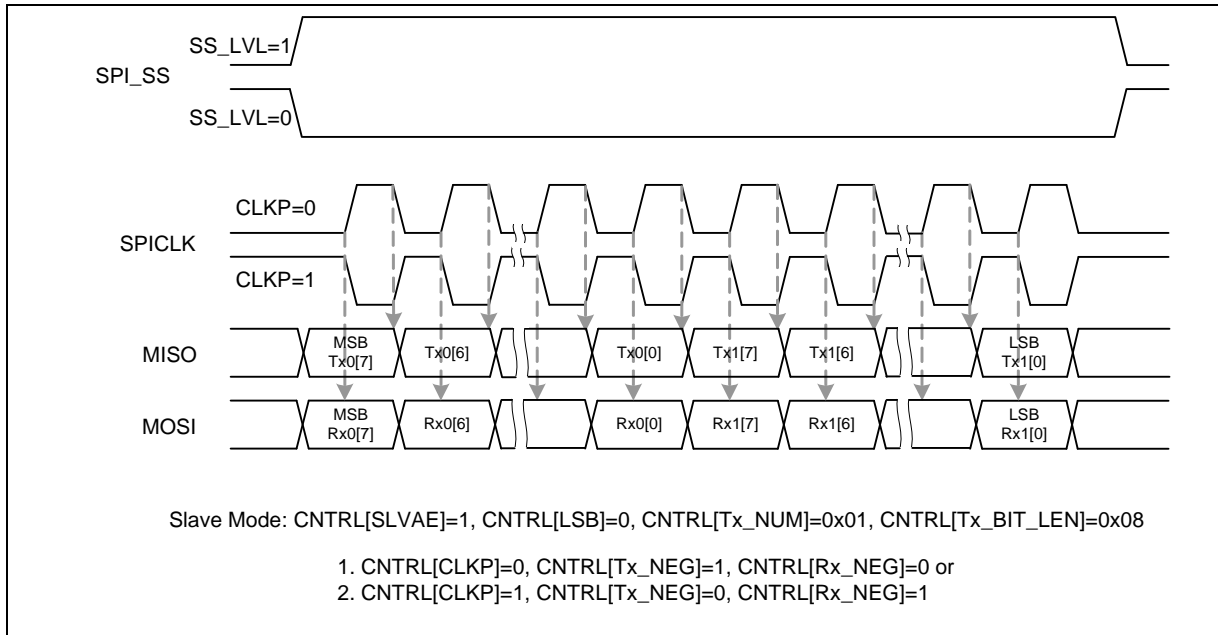 SS_LVL=1
SPI_SS
SS_LVL=0
CLKP=0
SPICLK
CLKP=1
MISO
MSB
Tx0[7]
Tx0[6]
Tx0[0]
Tx1[7]
Tx1[6]
LSB
Tx1[0]
MOSI
MSB
Rx0[7]
Rx0[6]
Rx0[0]
Rx1[7]
Rx1[6]
LSB
Rx1[0]
Slave Mode: CNTRL[SLVAE]=1, CNTRL[LSB]=0, CNTRL[Tx_NUM]=0x01, CNTRL[Tx_BIT_LEN]=0x08
1. CNTRL[CLKP]=0, CNTRL[Tx_NEG]=1, CNTRL[Rx_NEG]=0 or
2. CNTRL[CLKP]=1, CNTRL[Tx_NEG]=0, CNTRL[Rx_NEG]=1